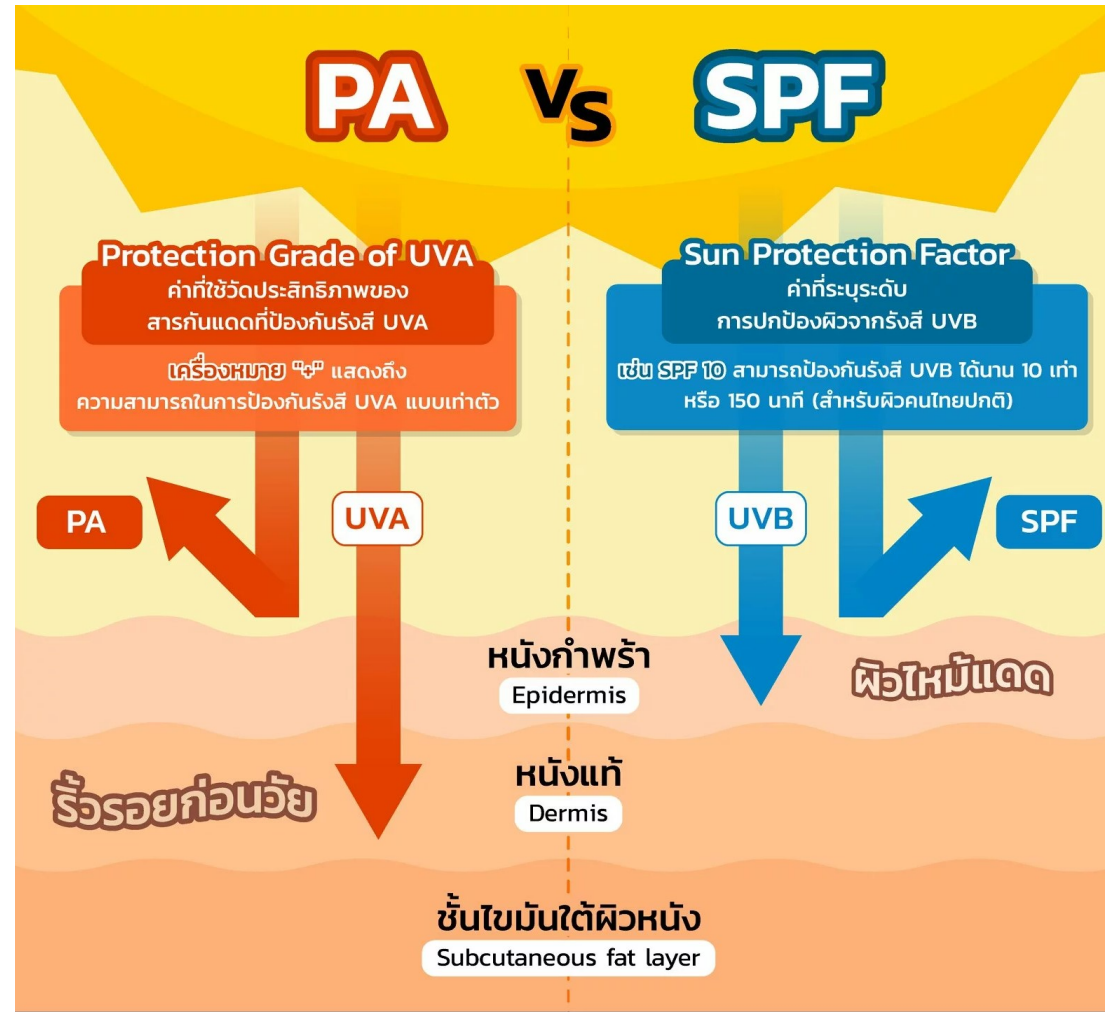 PA Vs SPF
Protection Grade of UVA
ค่าที่ใช้วัดประสิทธิภาพของ
สารกันแดดที่ป้องกันรังสี UVA
เครื่องหมาย "+" แสดงถึง
ความสามารถในการป้องกันรังสี UVA แบบเท่าตัว
Sun Protection Factor
ค่าที่ระบุระดับ
การปกป้องผิวจากรังสี UVB
เช่น SPF 10 สามารถป้องกันรังสี UVB ได้นาน 10 เท่า
หรือ 150 นาที (สำหรับผิวคนไทยปกติ)
PA
UVA
UVB
SPF
หนังกำพร้า
Epidermis
ผิวไหม้แดด
หนังแท้
Dermis
ริ้วรอยก่อนวัย
ชั้นไขมันใต้ผิวหนัง
Subcutaneous fat layer